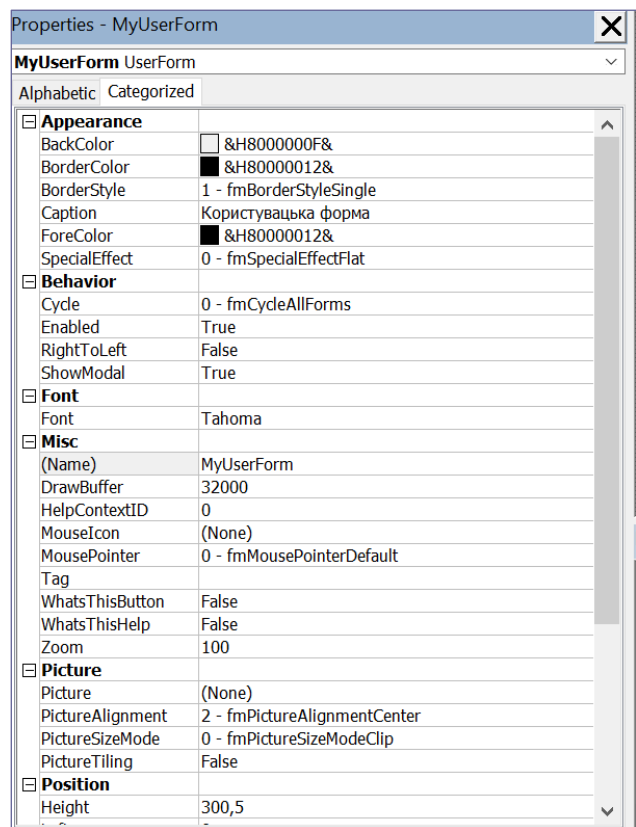 Properties - MyUserForm
MyUserForm UserForm
Alphabetic Categorized
Appearance
BackColor &H8000000F&
BorderColor &H80000012&
BorderStyle 1 - fmBorderStyleSingle
Caption Користувацька форма
ForeColor &H80000012&
SpecialEffect 0 - fmSpecialEffectFlat
Behavior
Cycle 0 - fmCycleAllForms
Enabled True
RightToLeft False
ShowModal True
Font
Font Tahoma
Misc
(Name) MyUserForm
DrawBuffer 32000
HelpContextID 0
MouseIcon (None)
MousePointer 0 - fmMousePointerDefault
Tag
WhatsThisButton False
WhatsThisHelp False
Zoom 100
Picture
Picture (None)
PictureAlignment 2 - fmPictureAlignmentCenter
PictureSizeMode 0 - fmPictureSizeModeClip
PictureTiling False
Position
Height 300,5